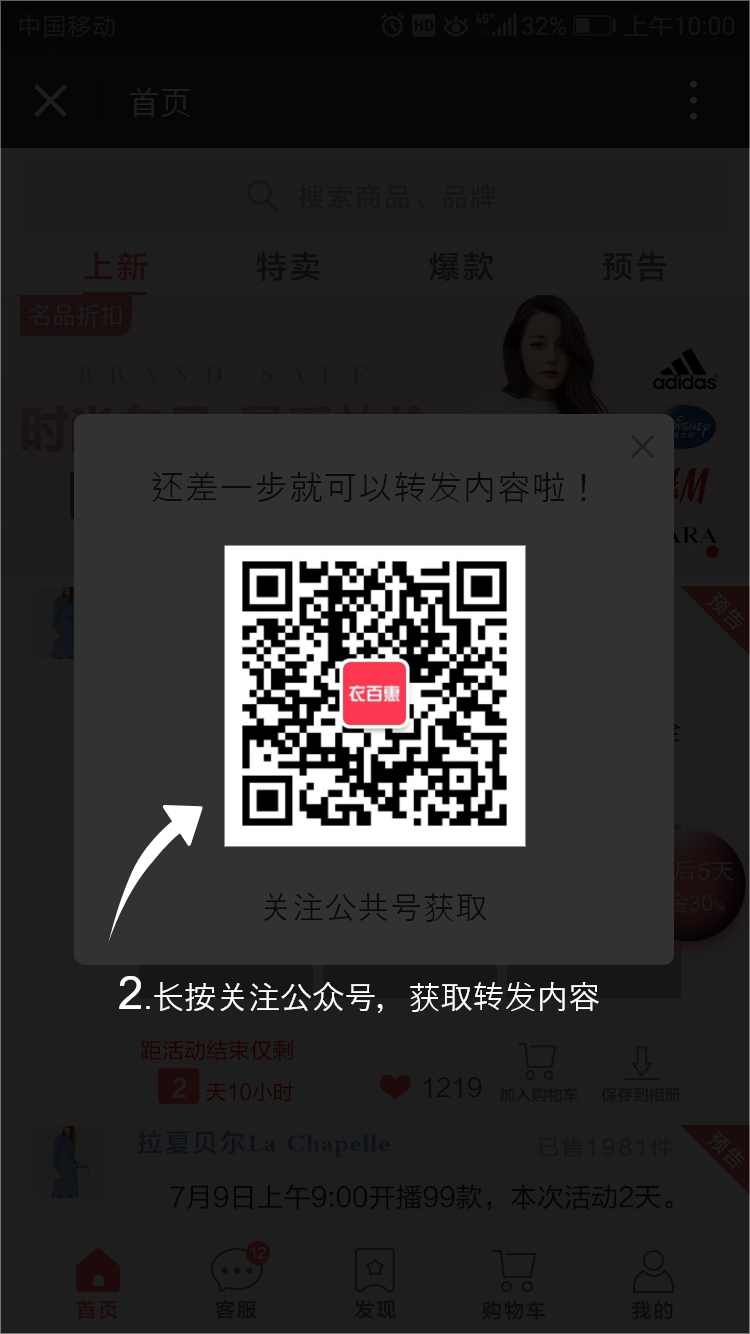 中国移动 HD 46+ 32% 上午10:00
首页
搜索商品、品牌
上新 特卖 爆款 预告
名品折扣
BRAND SALE
adidas
DISNEY
还差一步就可以转发内容啦！
预告
衣百惠
后5天
金30%
关注公共号获取
2.长按关注公众号，获取转发内容
距活动结束仅剩
2 天10小时
1219
加入购物车
保存到相册
拉夏贝尔La Chapelle
已售1981件
预告
7月9日上午9:00开播99款，本次活动2天。
12
首页 客服 发现 购物车 我的